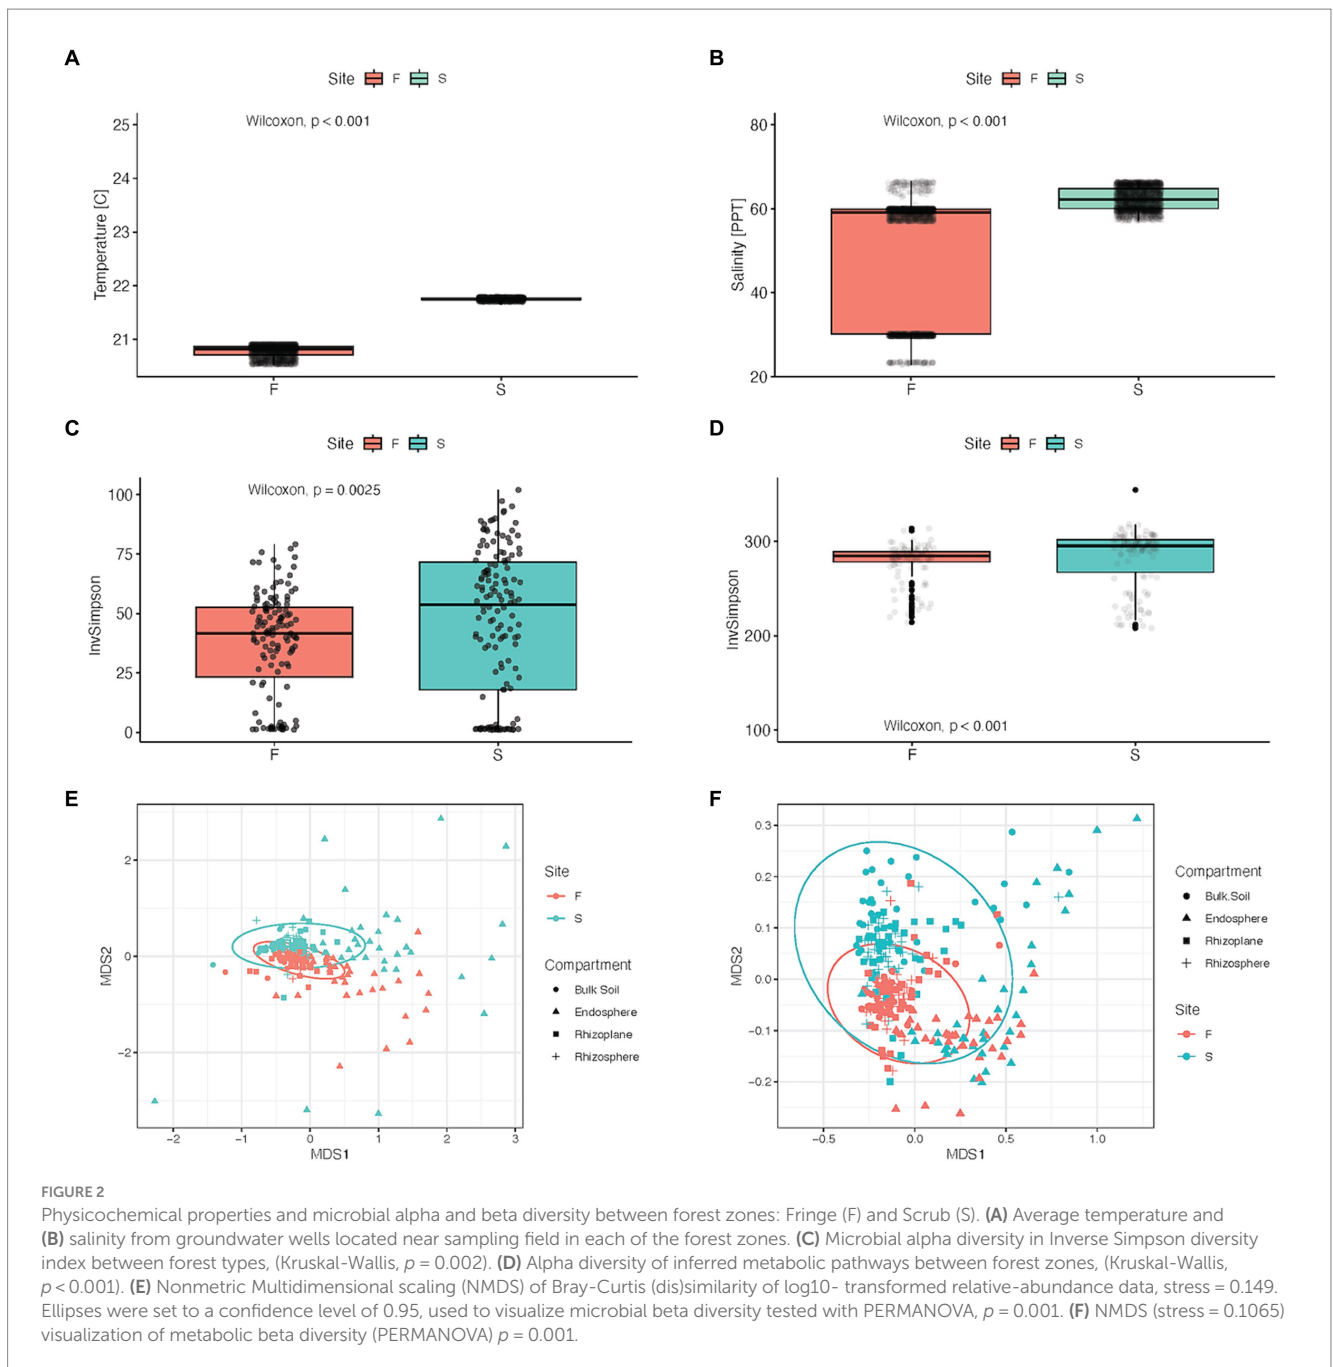 A
Site F S
Wilcoxon, p < 0.001
25
24
23
22
21
Temperature [C]
F S
B
Site F S
Wilcoxon, p < 0.001
80
60
40
20
Salinity [PPT]
F S
C
Site F S
Wilcoxon, p = 0.0025
100
75
50
25
0
InvSimpson
F S
D
Site F S
300
200
100
InvSimpson
Wilcoxon, p < 0.001
F S
E
2
0
−2
MDS2
−2 −1 0 1 2 3
MDS1
Site
F
S
Compartment
Bulk Soil
Endosphere
Rhizoplane
Rhizosphere
F
0.3
0.2
0.1
0.0
−0.1
−0.2
MDS2
−0.5 0.0 0.5 1.0
MDS1
Compartment
Bulk.Soil
Endosphere
Rhizoplane
Rhizosphere
Site
F
S
FIGURE 2
Physicochemical properties and microbial alpha and beta diversity between forest zones: Fringe (F) and Scrub (S). (A) Average temperature and
(B) salinity from groundwater wells located near sampling field in each of the forest zones. (C) Microbial alpha diversity in Inverse Simpson diversity
index between forest types, (Kruskal-Wallis, p = 0.002). (D) Alpha diversity of inferred metabolic pathways between forest zones, (Kruskal-Wallis,
p < 0.001). (E) Nonmetric Multidimensional scaling (NMDS) of Bray-Curtis (dis)similarity of log10- transformed relative-abundance data, stress = 0.149.
Ellipses were set to a confidence level of 0.95, used to visualize microbial beta diversity tested with PERMANOVA, p = 0.001. (F) NMDS (stress = 0.1065)
visualization of metabolic beta diversity (PERMANOVA) p = 0.001.